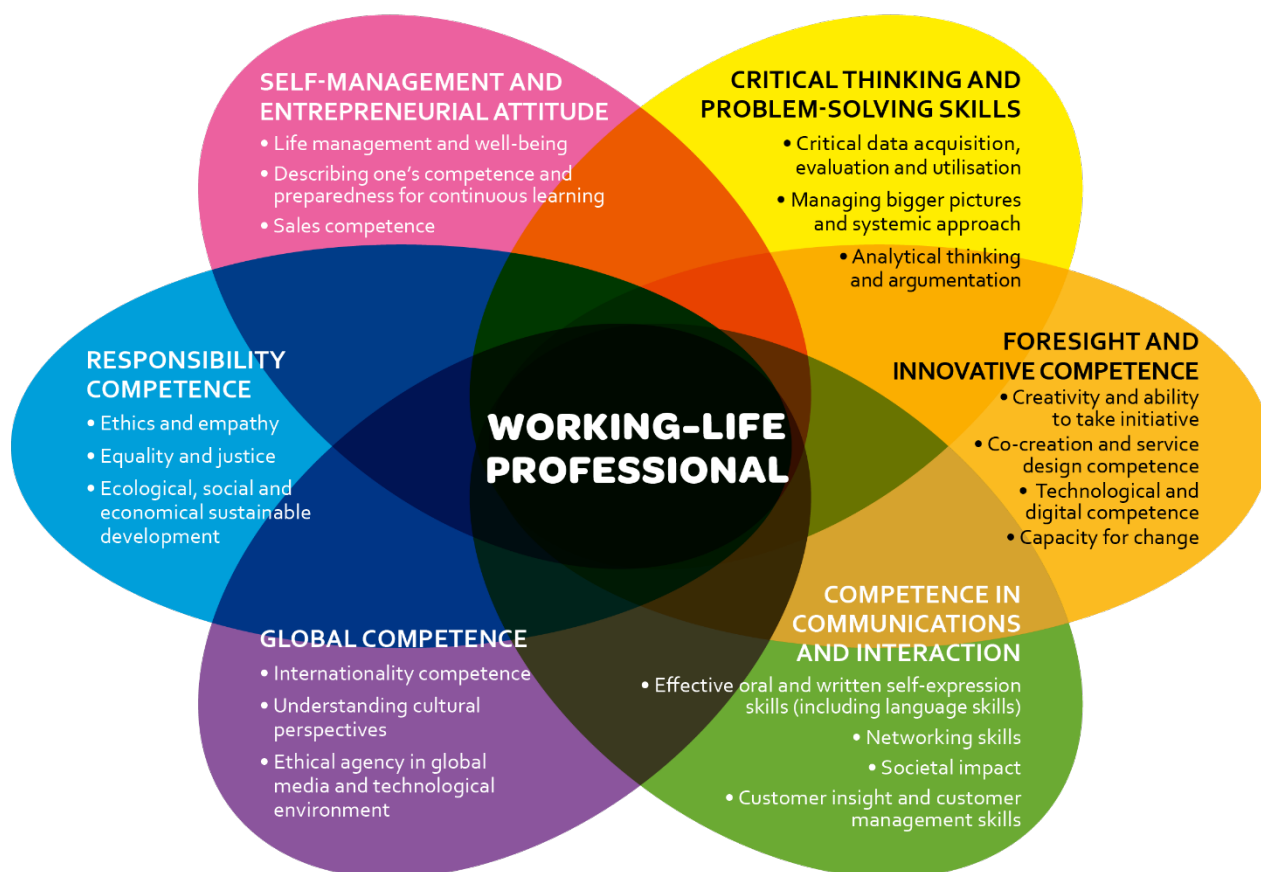 SELF-MANAGEMENT AND
ENTREPRENEURIAL ATTITUDE
• Life management and well-being
• Describing one's competence and
preparedness for continuous learning
• Sales competence
CRITICAL THINKING AND
PROBLEM-SOLVING SKILLS
• Critical data acquisition,
evaluation and utilisation
• Managing bigger pictures
and systemic approach
• Analytical thinking
and argumentation
RESPONSIBILITY
COMPETENCE
• Ethics and empathy
• Equality and justice
• Ecological, social and
economical sustainable
development
WORKING-LIFE
PROFESSIONAL
FORESIGHT AND
INNOVATIVE COMPETENCE
• Creativity and ability
to take initiative
• Co-creation and service
design competence
• Technological and
digital competence
• Capacity for change
GLOBAL COMPETENCE
• Internationality competence
• Understanding cultural
perspectives
• Ethical agency in global
media and technological
environment
COMPETENCE IN
COMMUNICATIONS
AND INTERACTION
• Effective oral and written self-expression
skills (including language skills)
• Networking skills
• Societal impact
• Customer insight and customer
management skills